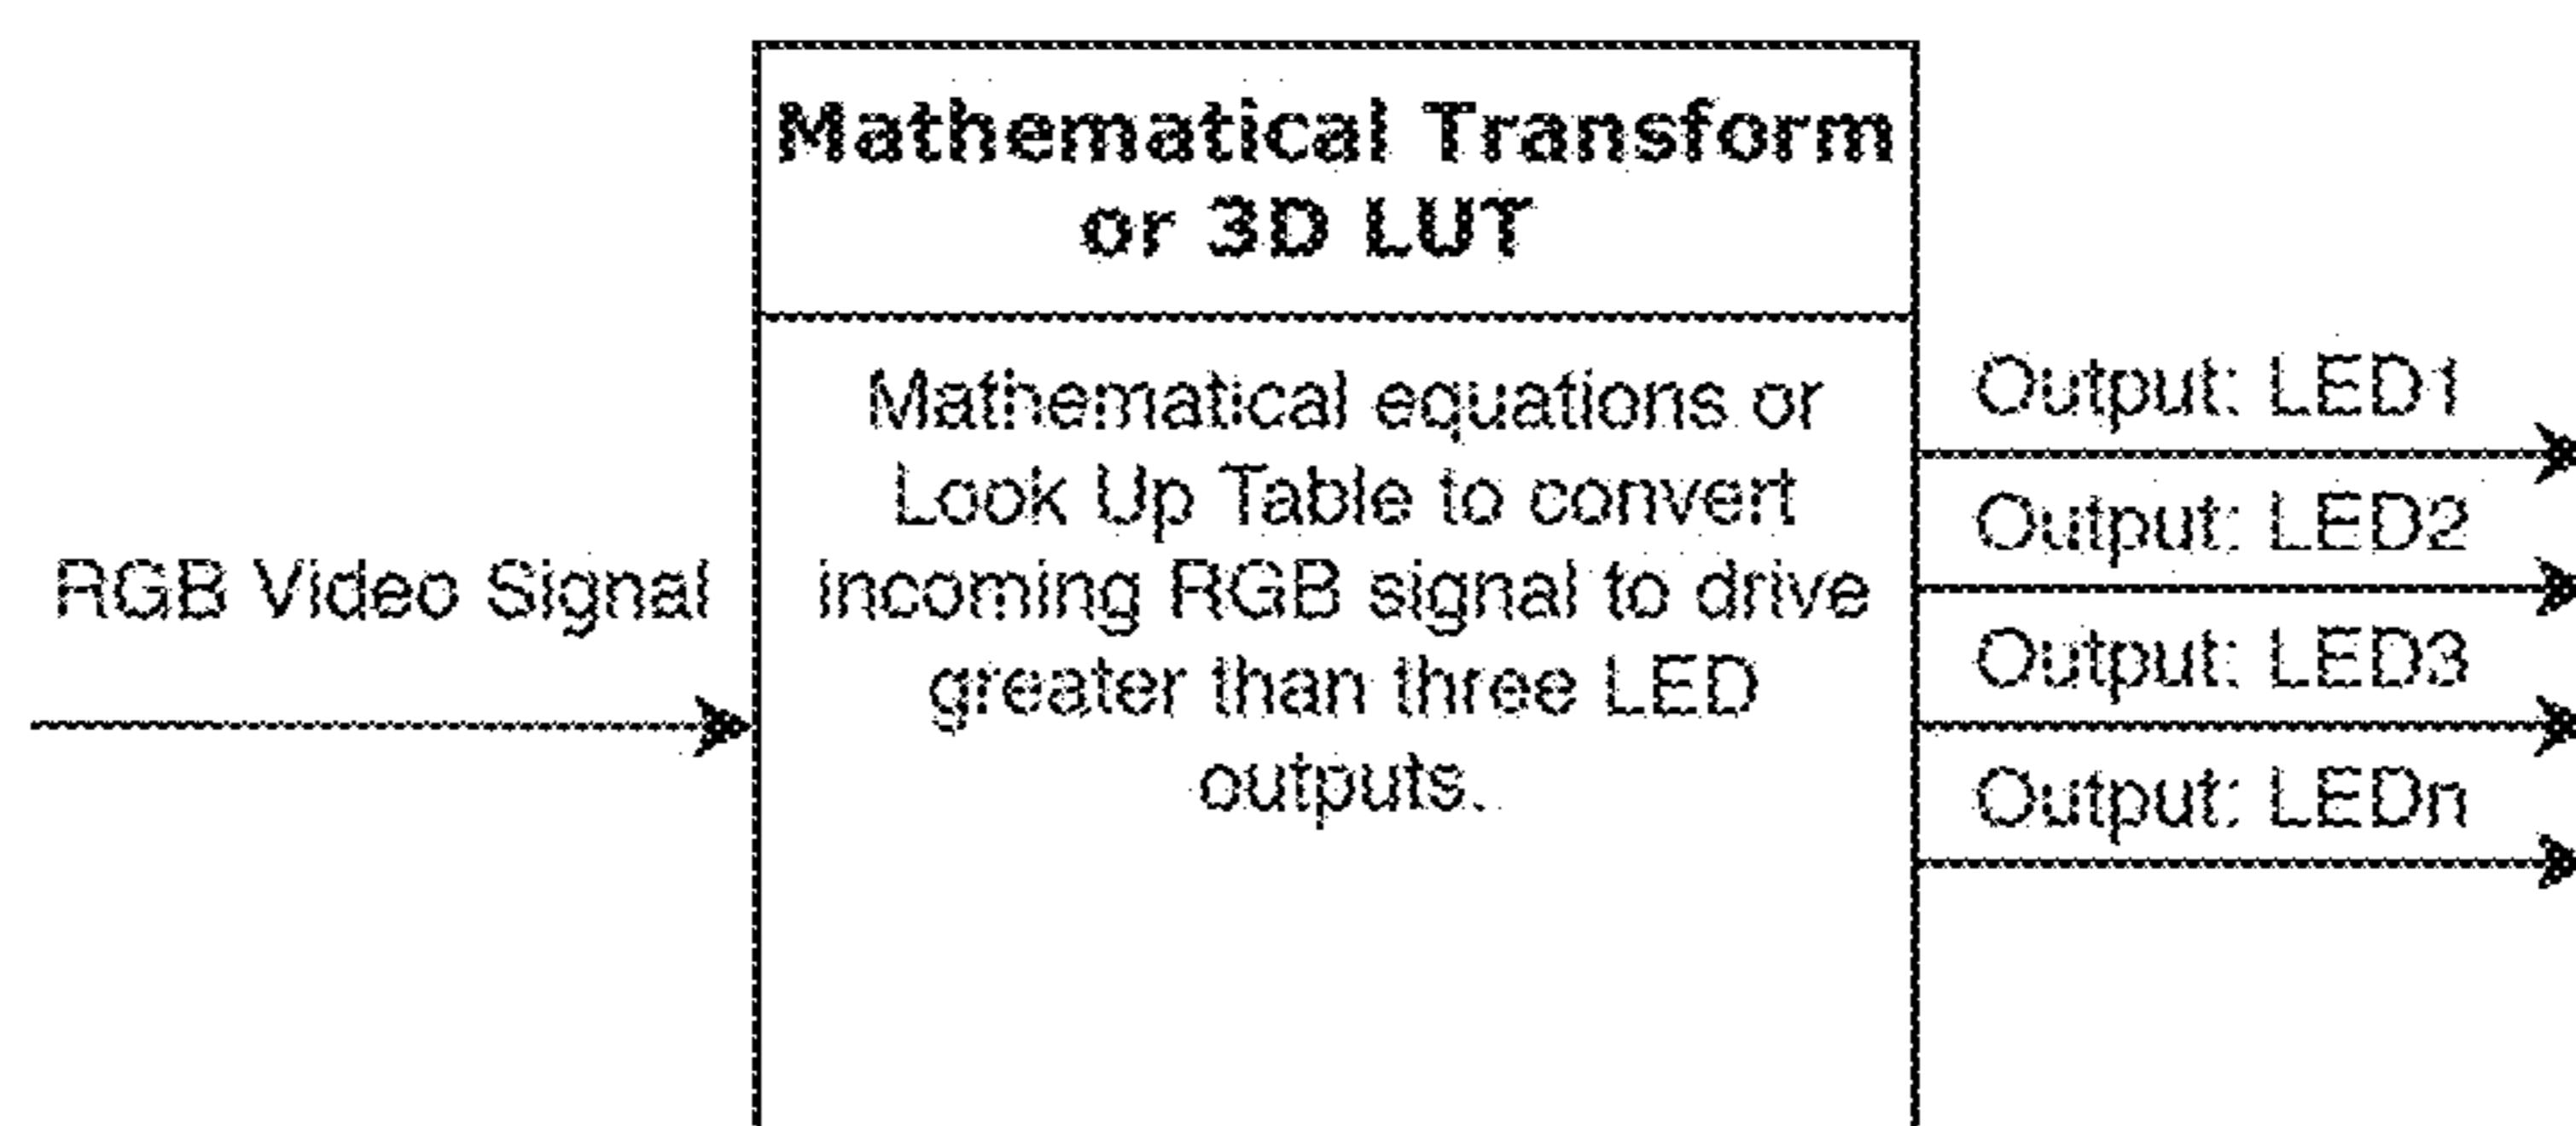 Mathematical Transform
or 3D LUT
RGB Video Signal
Mathematical equations or
Look Up Table to convert
incoming RGB signal to drive
greater than three LED
outputs.
Output: LED1
Output: LED2
Output: LED3
Output: LEDn